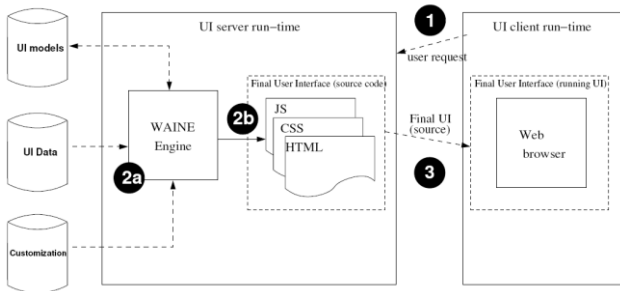 UI server run-time
1
UI client run-time
UI models
user request
Final User Interface (source code)
Final User Interface (running UI)
WAINE
Engine
2b
JS
CSS
HTML
Final UI
(source)
Web
browser
UI Data
2a
3
Customization